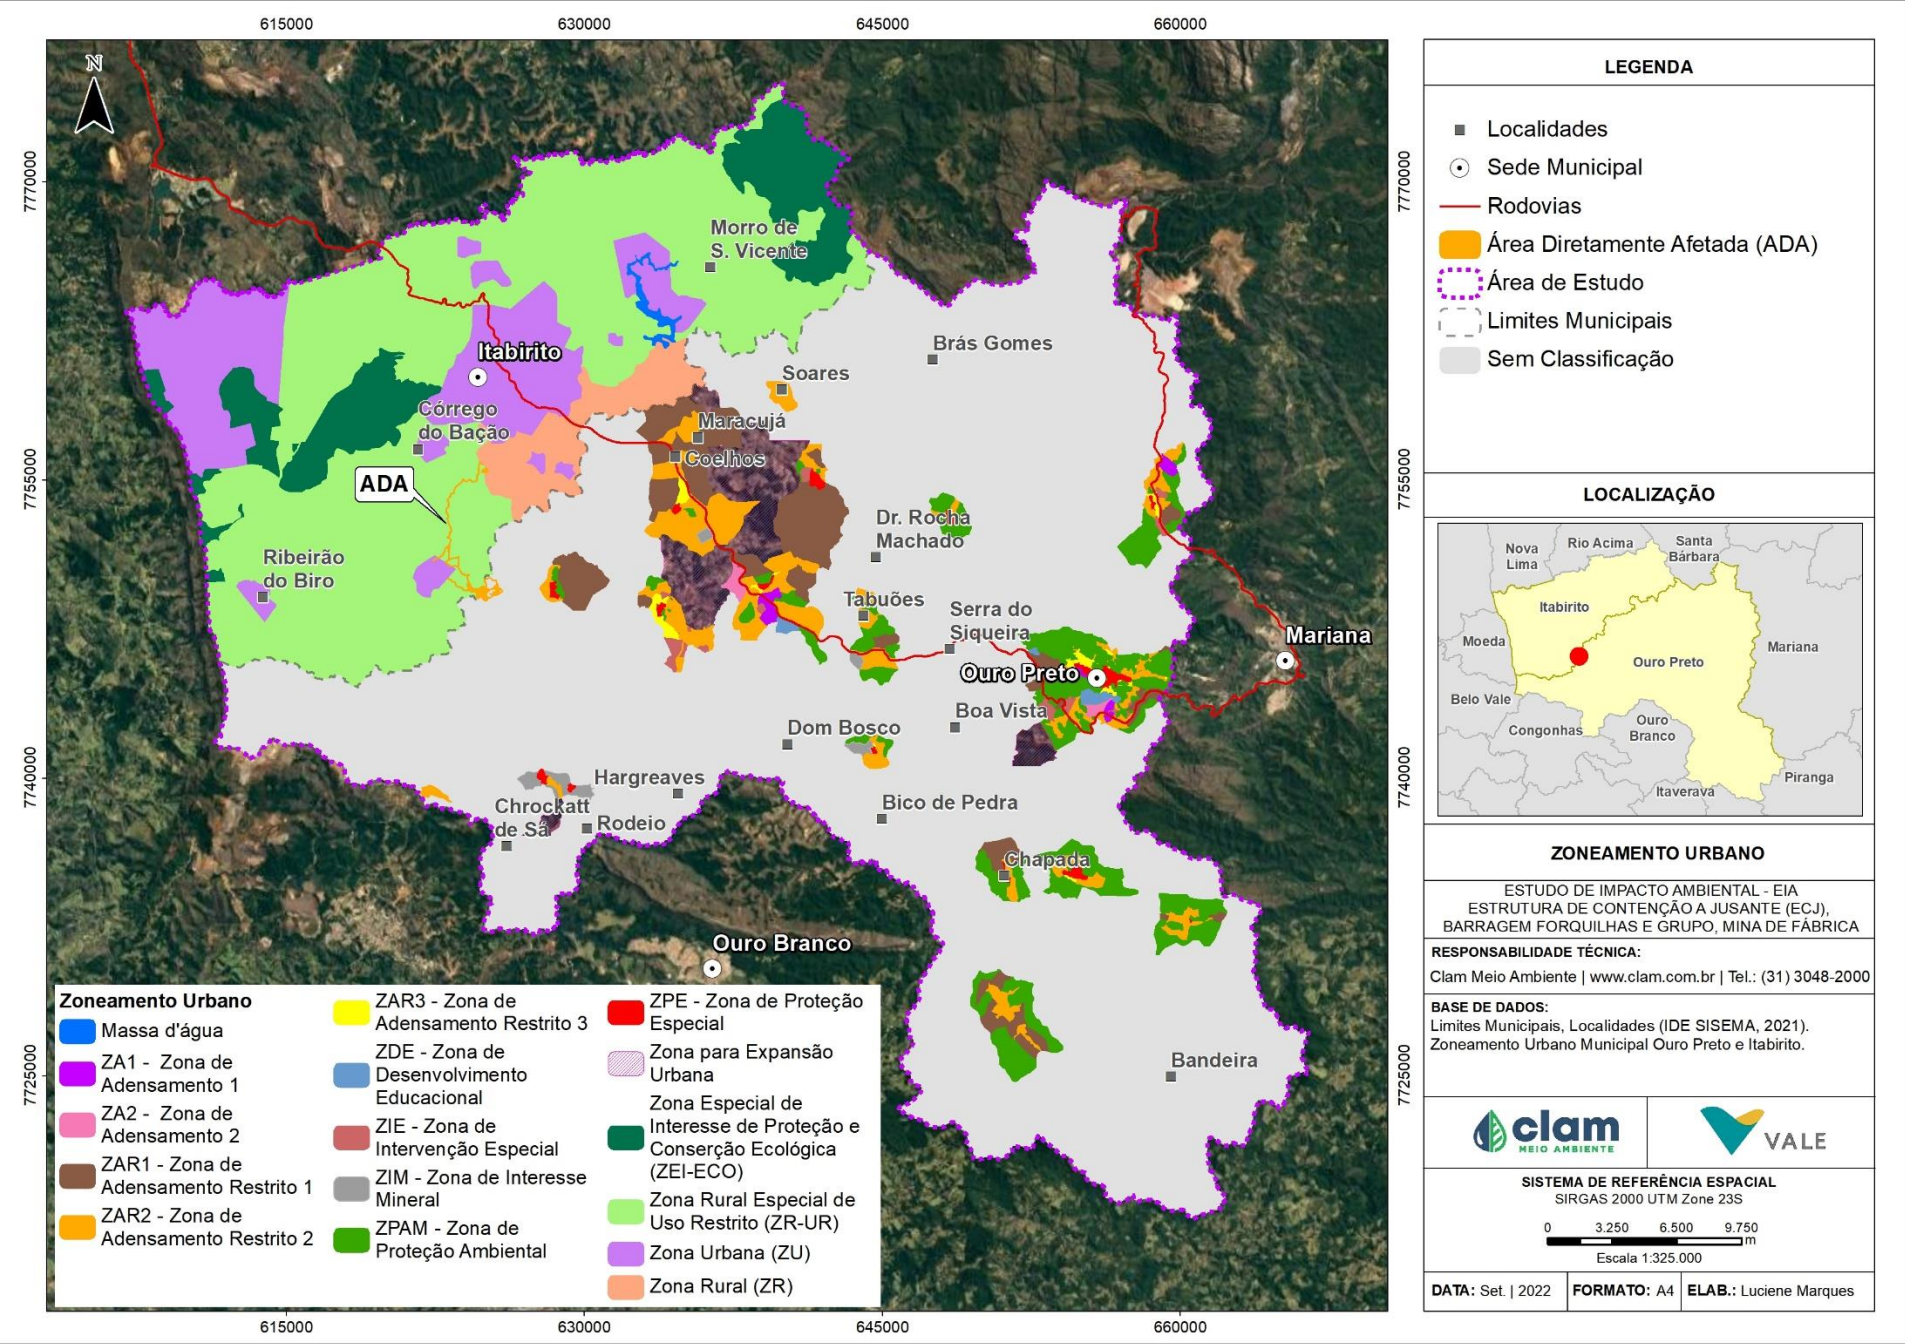 615000
630000
645000
660000
N
7770000
7755000
7740000
7725000
7770000
7755000
7740000
7725000
Morro de
S. Vicente
Itabirito
Brás Gomes
Soares
Córrego
do Bação
Maracujá
Coelhos
ADA
Dr. Rocha
Machado
Ribeirão
do Biro
Tabuões
Serra do
Siqueira
Mariana
Ouro Preto
Boa Vista
Dom Bosco
Hargreaves
Chrockatt
de Sá
Rodeio
Bico de Pedra
Chapada
Ouro Branco
Bandeira
Zoneamento Urbano
Massa d'água
ZA1 - Zona de
Adensamento 1
ZA2 - Zona de
Adensamento 2
ZAR1 - Zona de
Adensamento Restrito 1
ZAR2 - Zona de
Adensamento Restrito 2
ZAR3 - Zona de
Adensamento Restrito 3
ZDE - Zona de
Desenvolvimento
Educacional
ZIE - Zona de
Intervenção Especial
ZIM - Zona de Interesse
Mineral
ZPAM - Zona de
Proteção Ambiental
ZPE - Zona de Proteção
Especial
Zona para Expansão
Urbana
Zona Especial de
Interesse de Proteção e
Conserção Ecológica
(ZEI-ECO)
Zona Rural Especial de
Uso Restrito (ZR-UR)
Zona Urbana (ZU)
Zona Rural (ZR)
615000
630000
645000
660000
LEGENDA
Localidades
Sede Municipal
Rodovias
Área Diretamente Afetada (ADA)
Área de Estudo
Limites Municipais
Sem Classificação
LOCALIZAÇÃO
Nova
Lima
Rio Acima
Santa
Bárbara
Itabirito
Moeda
Mariana
Ouro Preto
Belo Vale
Congonhas
Ouro
Branco
Itaverava
Piranga
ZONEAMENTO URBANO
ESTUDO DE IMPACTO AMBIENTAL - EIA
ESTRUTURA DE CONTENÇÃO A JUSANTE (ECJ),
BARRAGEM FORQUILHAS E GRUPO, MINA DE FÁBRICA
RESPONSABILIDADE TÉCNICA:
Clam Meio Ambiente | www.clam.com.br | Tel.: (31) 3048-2000
BASE DE DADOS:
Limites Municipais, Localidades (IDE SISEMA, 2021).
Zoneamento Urbano Municipal Ouro Preto e Itabirito.
clam
MEIO AMBIENTE
VALE
SISTEMA DE REFERÊNCIA ESPACIAL
SIRGAS 2000 UTM Zone 23S
0 3.250 6.500 9.750
m
Escala 1:325.000
DATA: Set. | 2022
FORMATO: A4
ELAB.: Luciene Marques